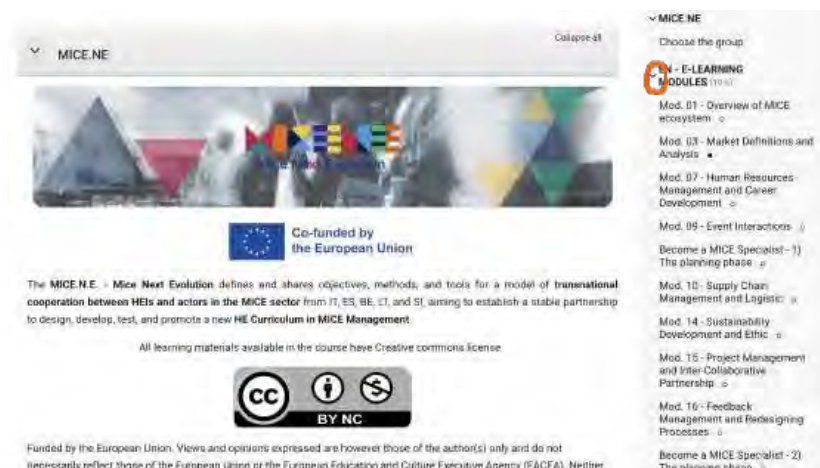 Collapse all
MICE.NE
Co-funded by
the European Union
The MICE.N.E. - Mice Next Evolution defines and shares objectives, methods, and tools for a model of transnational
cooperation between HEIs and actors in the MICE sector from IT, ES, BE, LT, and SI, aiming to establish a stable partnership
to design, develop, test, and promote a new HE Curriculum in MICE Management
All learning materials available in the course have Creative commons license
CC
BY NC
Funded by the European Union. Views and opinions expressed are however those of the author(s) only and do not
necessarily reflect those of the European Union or the European Education and Culture Executive Agency (EACEA). Neither
MICE.NE
Choose the group
EN - E-LEARNING
MODULES
Mod. 01 - Overview of MICE
ecosystem
Mod. 03 - Market Definitions and
Analysis
Mod. 07 - Human Resources
Management and Career
Development
Mod. 09 - Event Interactions
Become a MICE Specialist - 1)
The planning phase
Mod. 10 - Supply Chain
Management and Logistic
Mod. 14 - Sustainability
Development and Ethic
Mod. 15 - Project Management
and Inter-Collaborative
Partnership
Mod. 16 - Feedback
Management and Redesigning
Processes
Become a MICE Specialist - 2)
The planning phase